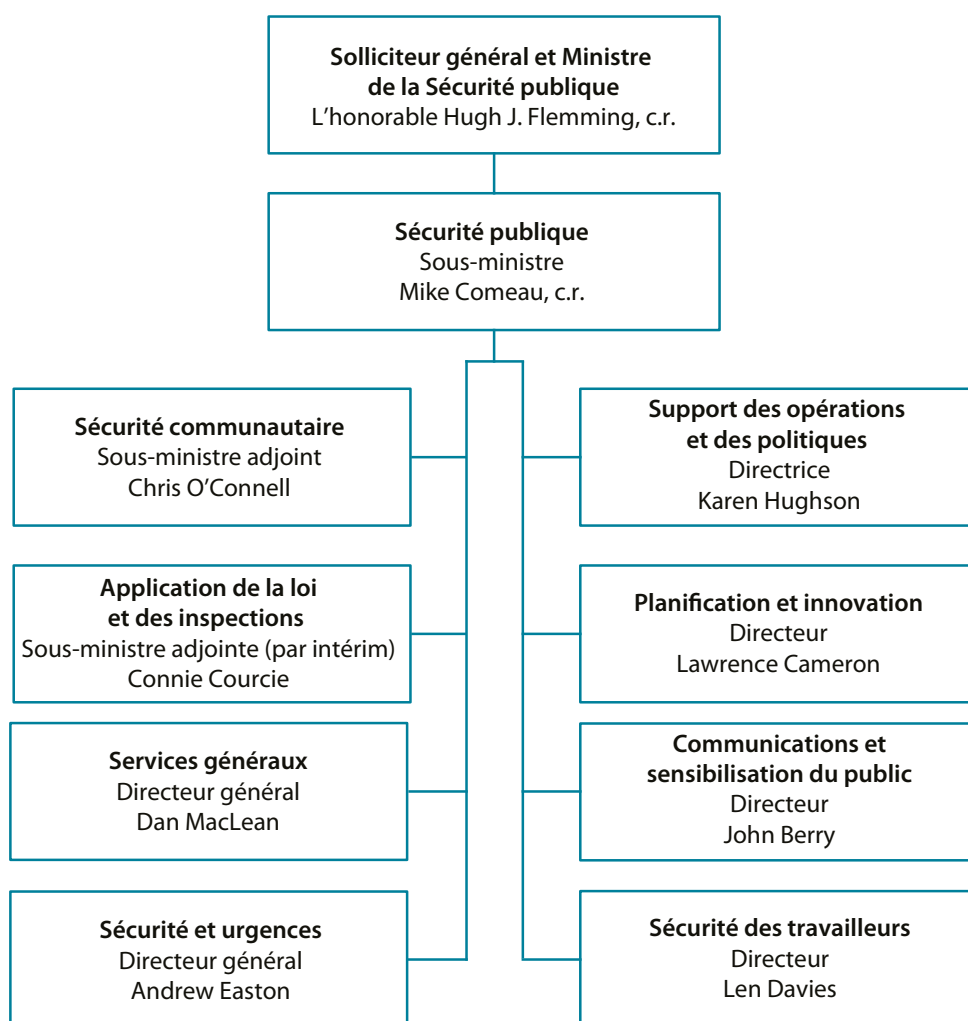 Solliciteur général et Ministre
de la Sécurité publique
L'honorable Hugh J. Flemming, c.r.
Sécurité publique
Sous-ministre
Mike Comeau, c.r.
Sécurité communautaire
Sous-ministre adjoint
Chris O'Connell
Support des opérations
et des politiques
Directrice
Karen Hughson
Application de la loi
et des inspections
Sous-ministre adjointe (par intérim)
Connie Courcie
Planification et innovation
Directeur
Lawrence Cameron
Services généraux
Directeur général
Dan MacLean
Communications et
sensibilisation du public
Directeur
John Berry
Sécurité et urgences
Directeur général
Andrew Easton
Sécurité des travailleurs
Directeur
Len Davies